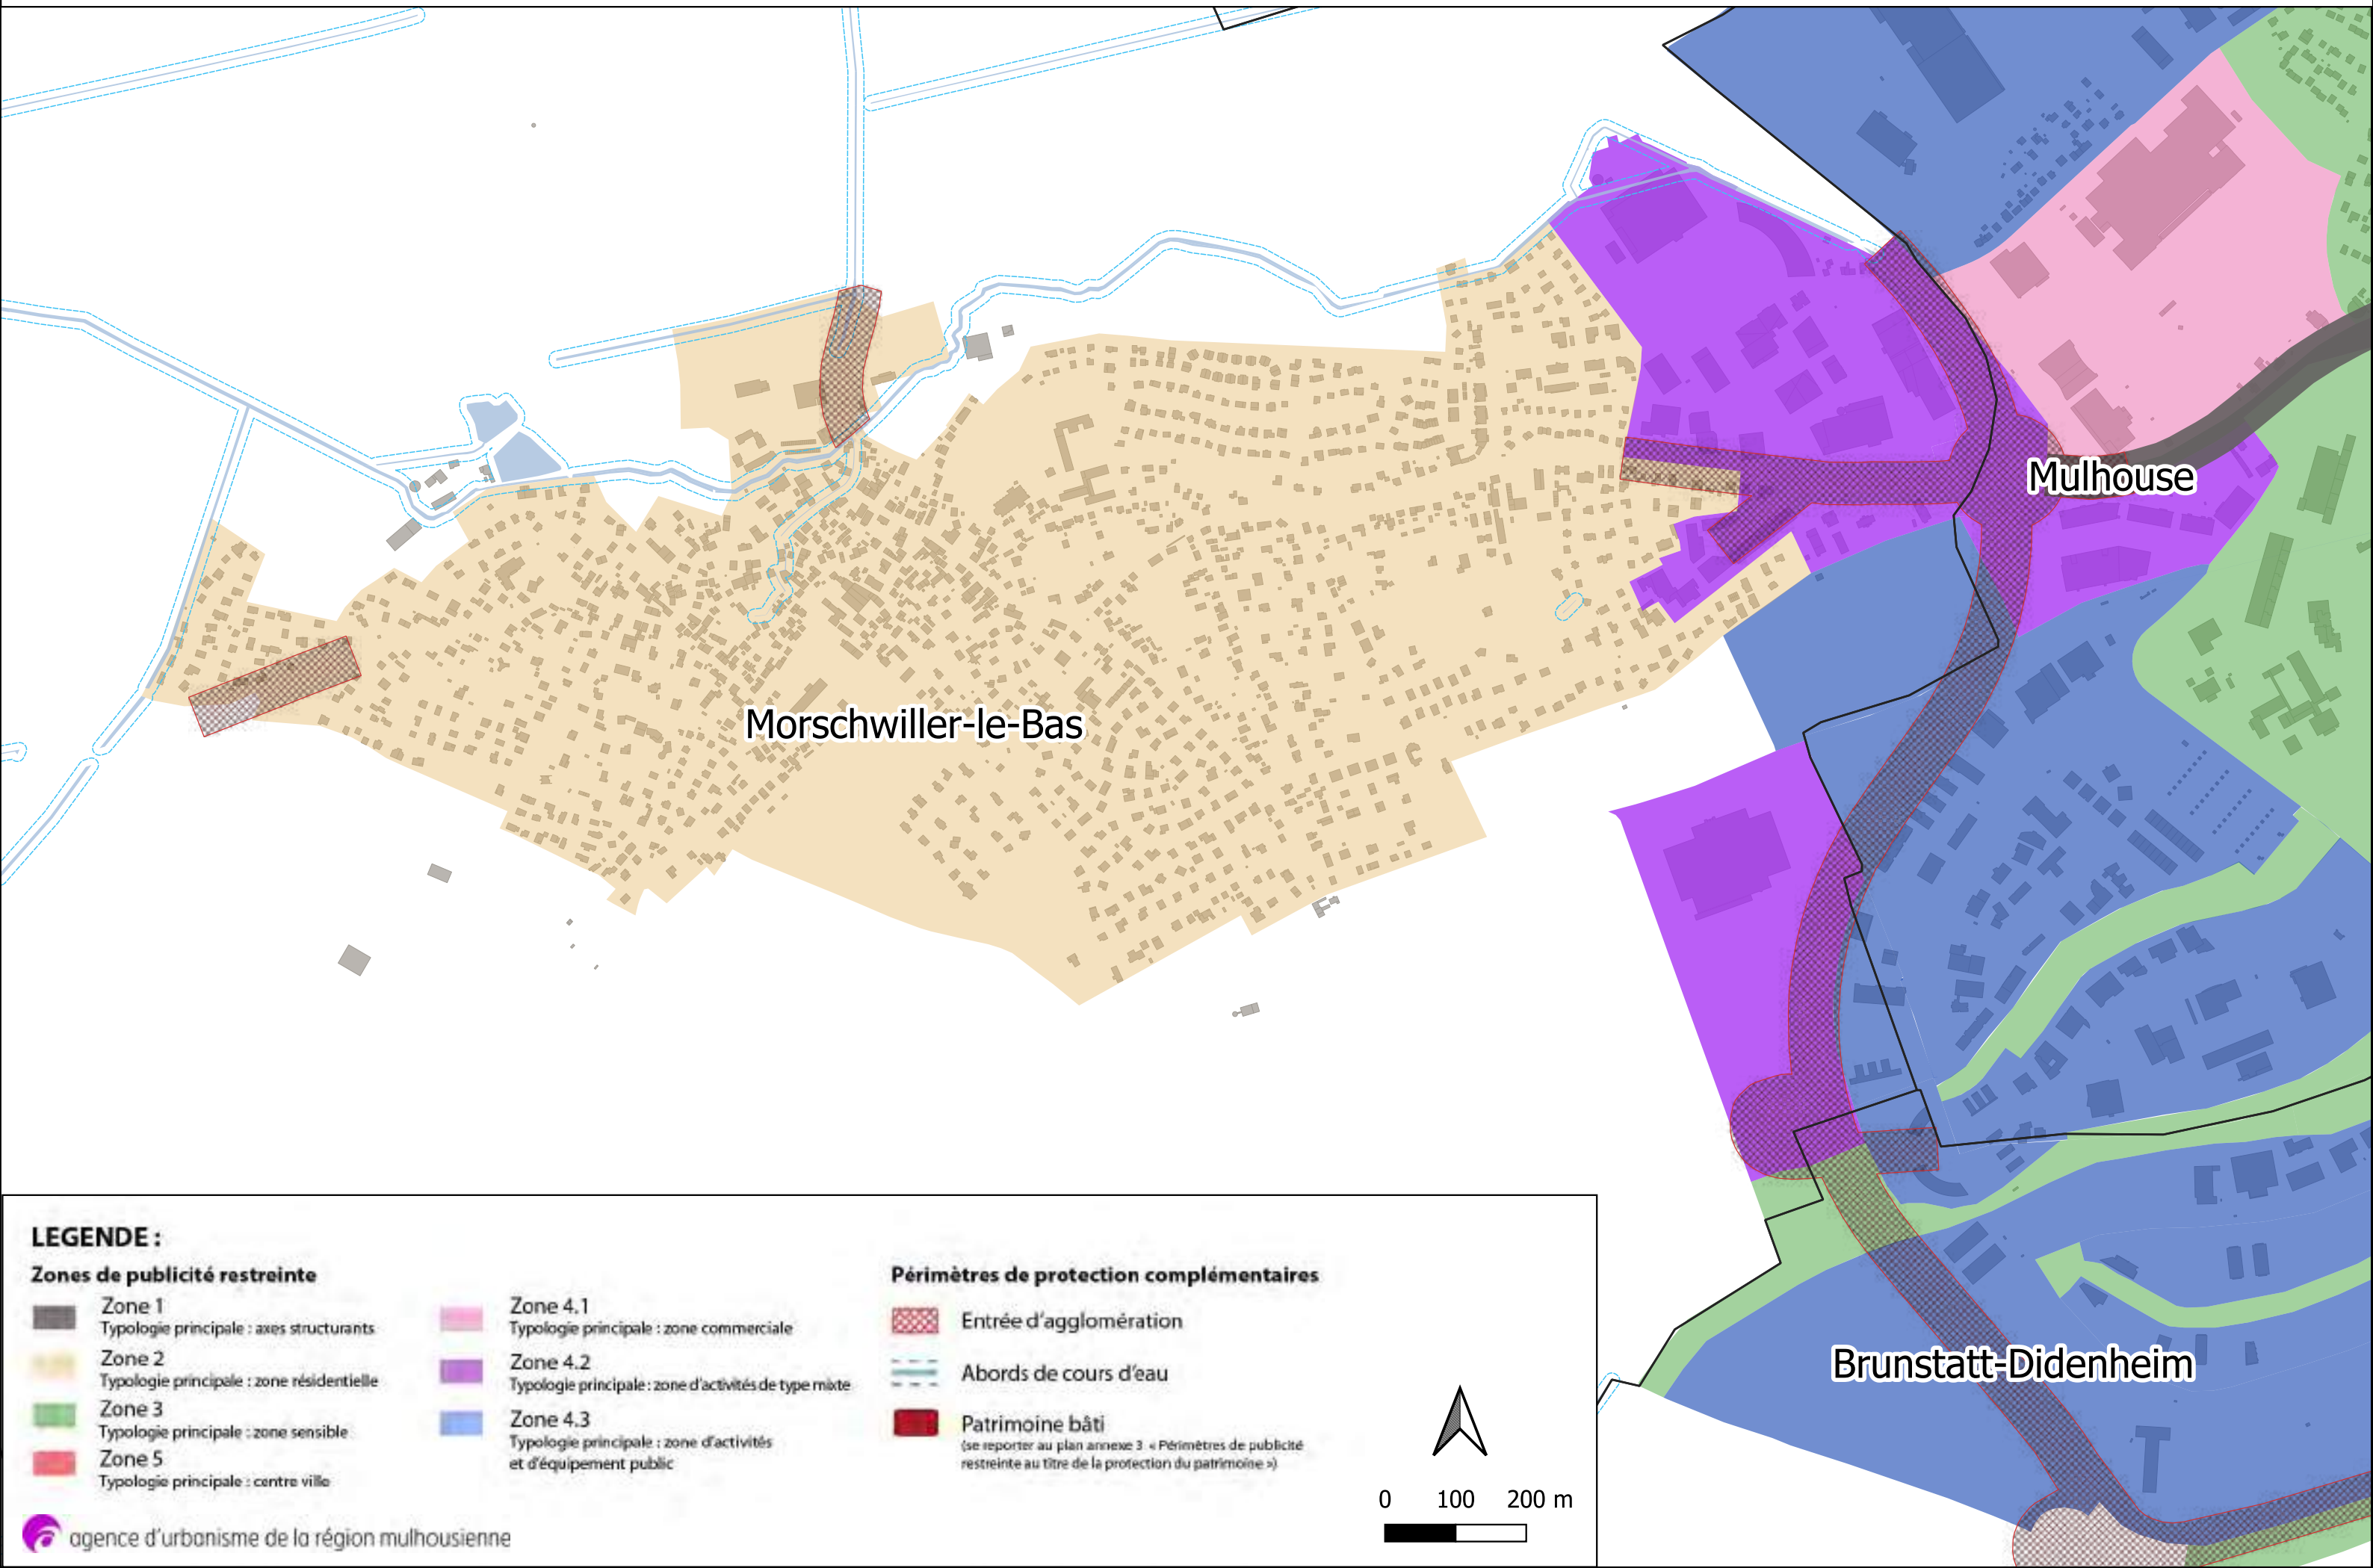 Mulhouse
Morschwiller-le-Bas
Brunstatt-Didenheim
LEGENDE :
Zones de publicité restreinte
Zone 1
Typologie principale : axes structurants
Zone 2
Typologie principale : zone résidentielle
Zone 3
Typologie principale : zone sensible
Zone 5
Typologie principale : centre ville
Zone 4.1
Typologie principale : zone commerciale
Zone 4.2
Typologie principale : zone d'activités de type mixte
Zone 4.3
Typologie principale : zone d'activités
et d'équipement public
Périmètres de protection complémentaires
Entrée d'agglomération
Abords de cours d'eau
Patrimoine bâti
(se reporter au plan annexe 3 « Périmètres de publicité
restreinte au titre de la protection du patrimoine »)
0 100 200 m
agence d'urbanisme de la région mulhousienne